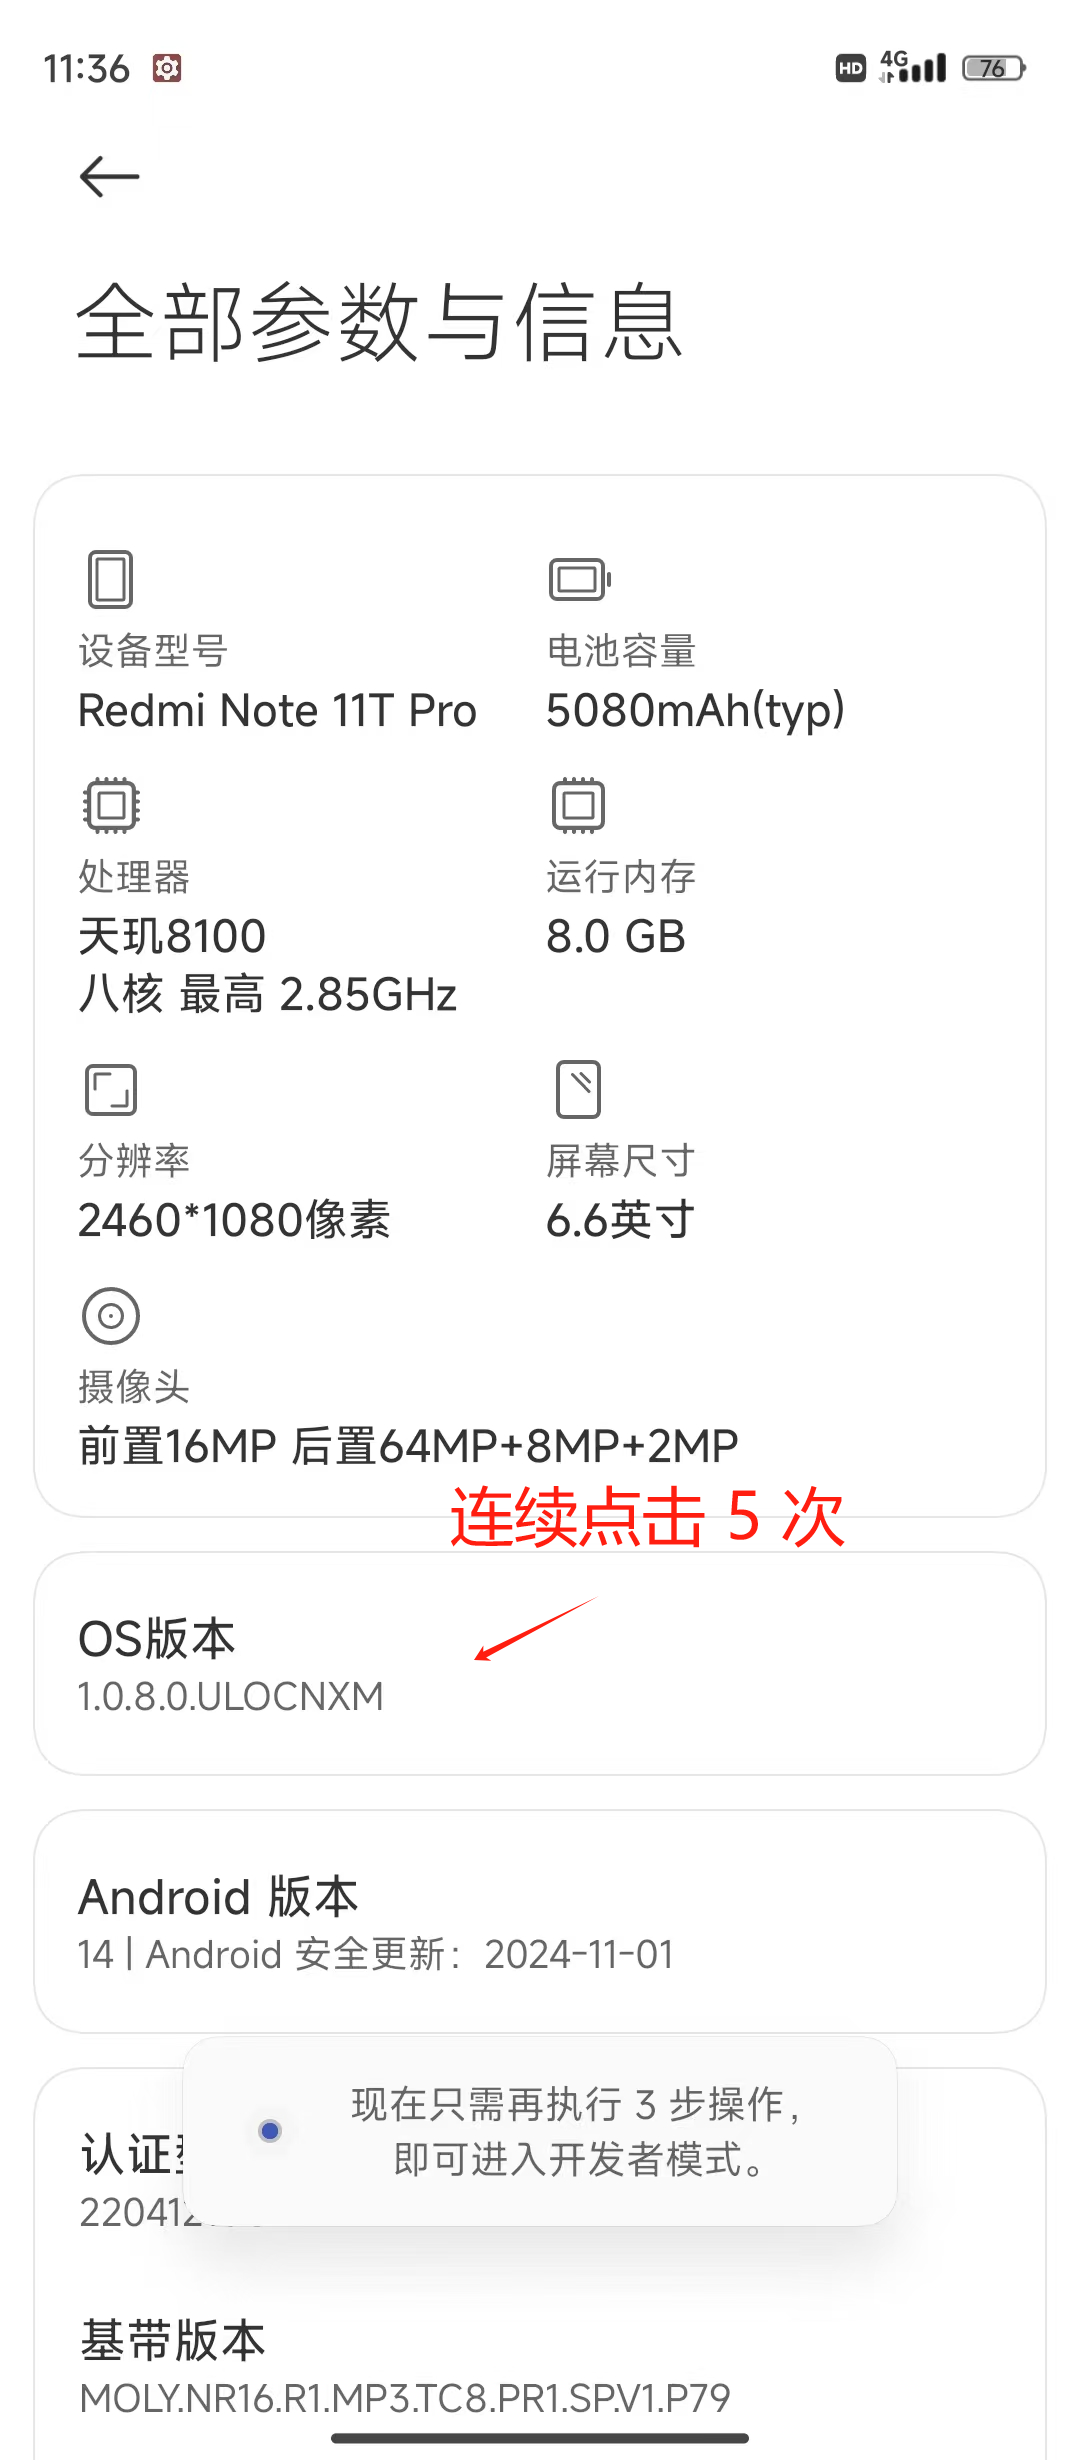 11:36
HD 4G 76
全部参数与信息
设备型号
Redmi Note 11T Pro
电池容量
5080mAh(typ)
处理器
天玑8100
八核 最高 2.85GHz
运行内存
8.0 GB
分辨率
2460*1080像素
屏幕尺寸
6.6英寸
摄像头
前置16MP 后置64MP+8MP+2MP
连续点击 5 次
OS版本
1.0.8.0.ULOCNXM
Android 版本
14 | Android 安全更新：2024-11-01
现在只需再执行 3 步操作，
即可进入开发者模式。
认证
22041
基带版本
MOLY.NR16.R1.MP3.TC8.PR1.SP.V1.P79